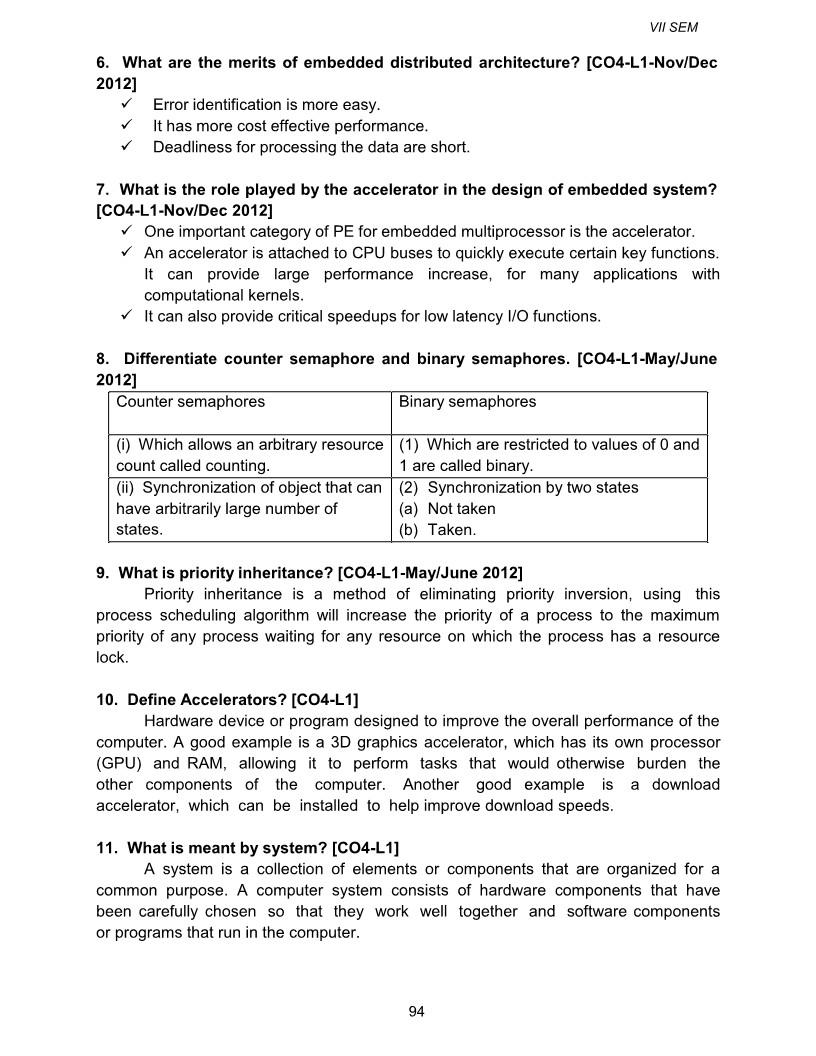 VII SEM
6. What are the merits of embedded distributed architecture? [CO4-L1-Nov/Dec
2012]
✓ Error identification is more easy.
✓ It has more cost effective performance.
✓ Deadliness for processing the data are short.
7. What is the role played by the accelerator in the design of embedded system?
[CO4-L1-Nov/Dec 2012]
✓ One important category of PE for embedded multiprocessor is the accelerator.
✓ An accelerator is attached to CPU buses to quickly execute certain key functions.
It can provide large performance increase, for many applications with
computational kernels.
✓ It can also provide critical speedups for low latency I/O functions.
8. Differentiate counter semaphore and binary semaphores. [CO4-L1-May/June
2012]
Counter semaphores
Binary semaphores
(i) Which allows an arbitrary resource
count called counting.
(1) Which are restricted to values of 0 and
1 are called binary.
(ii) Synchronization of object that can
have arbitrarily large number of
states.
(2) Synchronization by two states
(a) Not taken
(b) Taken.
9. What is priority inheritance? [CO4-L1-May/June 2012]
Priority inheritance is a method of eliminating priority inversion, using this
process scheduling algorithm will increase the priority of a process to the maximum
priority of any process waiting for any resource on which the process has a resource
lock.
10. Define Accelerators? [CO4-L1]
Hardware device or program designed to improve the overall performance of the
computer. A good example is a 3D graphics accelerator, which has its own processor
(GPU) and RAM, allowing it to perform tasks that would otherwise burden the
other components of the computer. Another good example is a download
accelerator, which can be installed to help improve download speeds.
11. What is meant by system? [CO4-L1]
A system is a collection of elements or components that are organized for a
common purpose. A computer system consists of hardware components that have
been carefully chosen so that they work well together and software components
or programs that run in the computer.
94